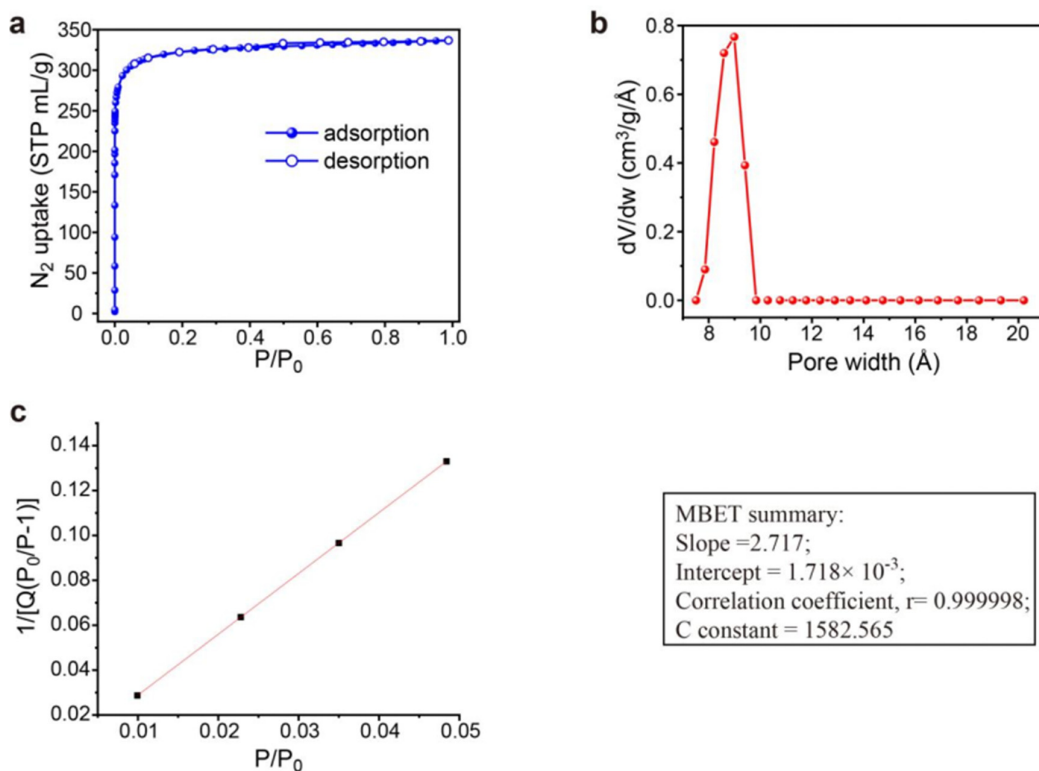 a
350
300
250
200
150
100
50
0
N₂ uptake (STP mL/g)
adsorption
desorption
0.0 0.2 0.4 0.6 0.8 1.0
P/P₀
b
0.8
0.6
0.4
0.2
0.0
dV/dw (cm³/g/Å)
8 10 12 14 16 18 20
Pore width (Å)
c
0.14
0.12
0.10
0.08
0.06
0.04
0.02
1/[Q(P₀/P-1)]
0.01 0.02 0.03 0.04 0.05
P/P₀
MBET summary:
Slope =2.717;
Intercept = 1.718× 10⁻³;
Correlation coefficient, r= 0.999998;
C constant = 1582.565